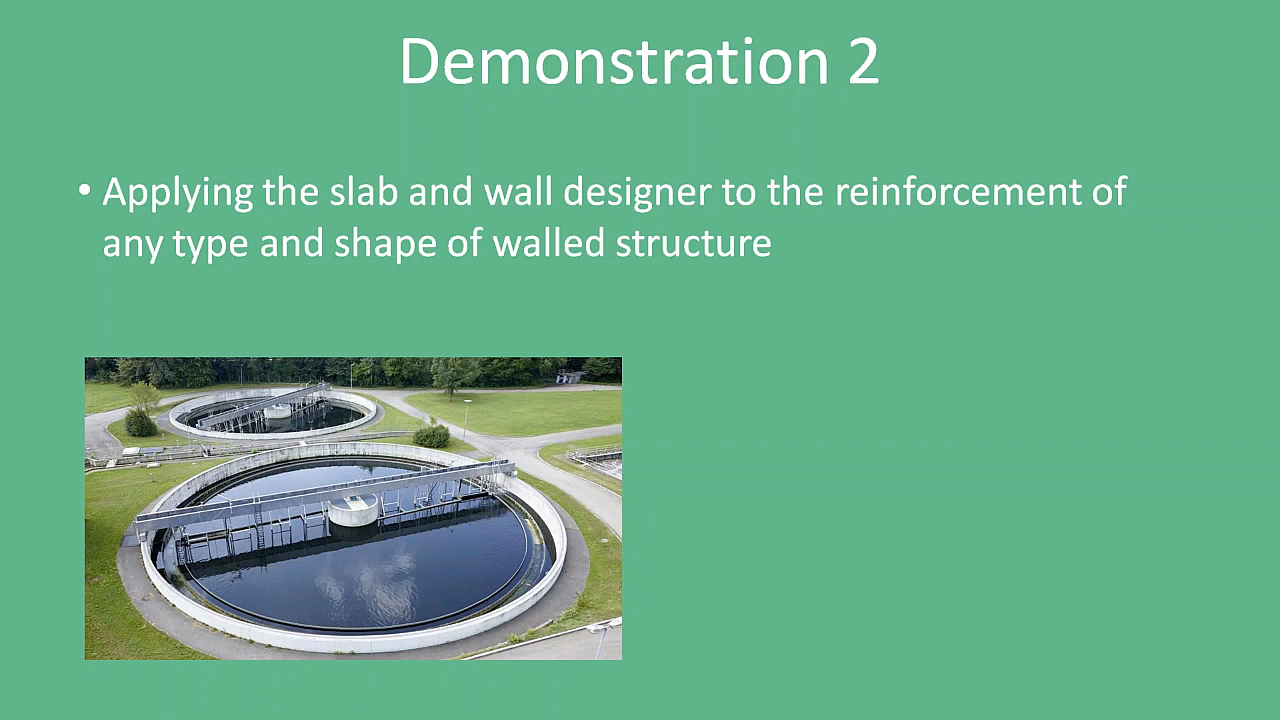 Demonstration 2
• Applying the slab and wall designer to the reinforcement of
any type and shape of walled structure